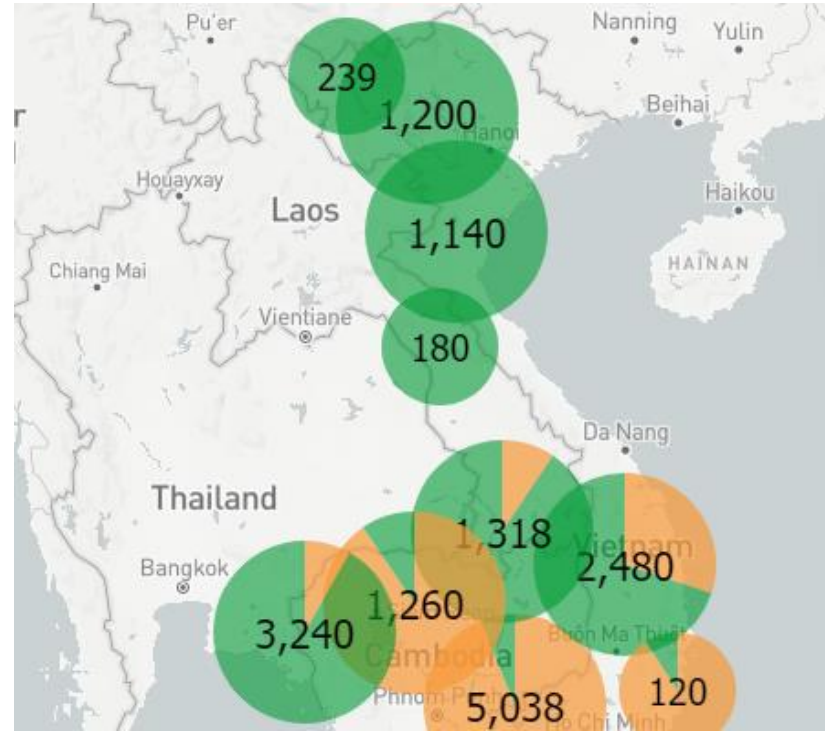 Pu'er
Nanning
Yulin
239
1,200
Hanoi
Beihai
Houayxay
Laos
1,140
Haikou
HAINAN
Chiang Mai
Vientiane
180
Da Nang
Thailand
1,318
Vietnam
2,480
Bangkok
1,260
3,240
Buôn Ma Thuột
Cambodia
Phnom Penh
5,038
120
Ho Chi Minh